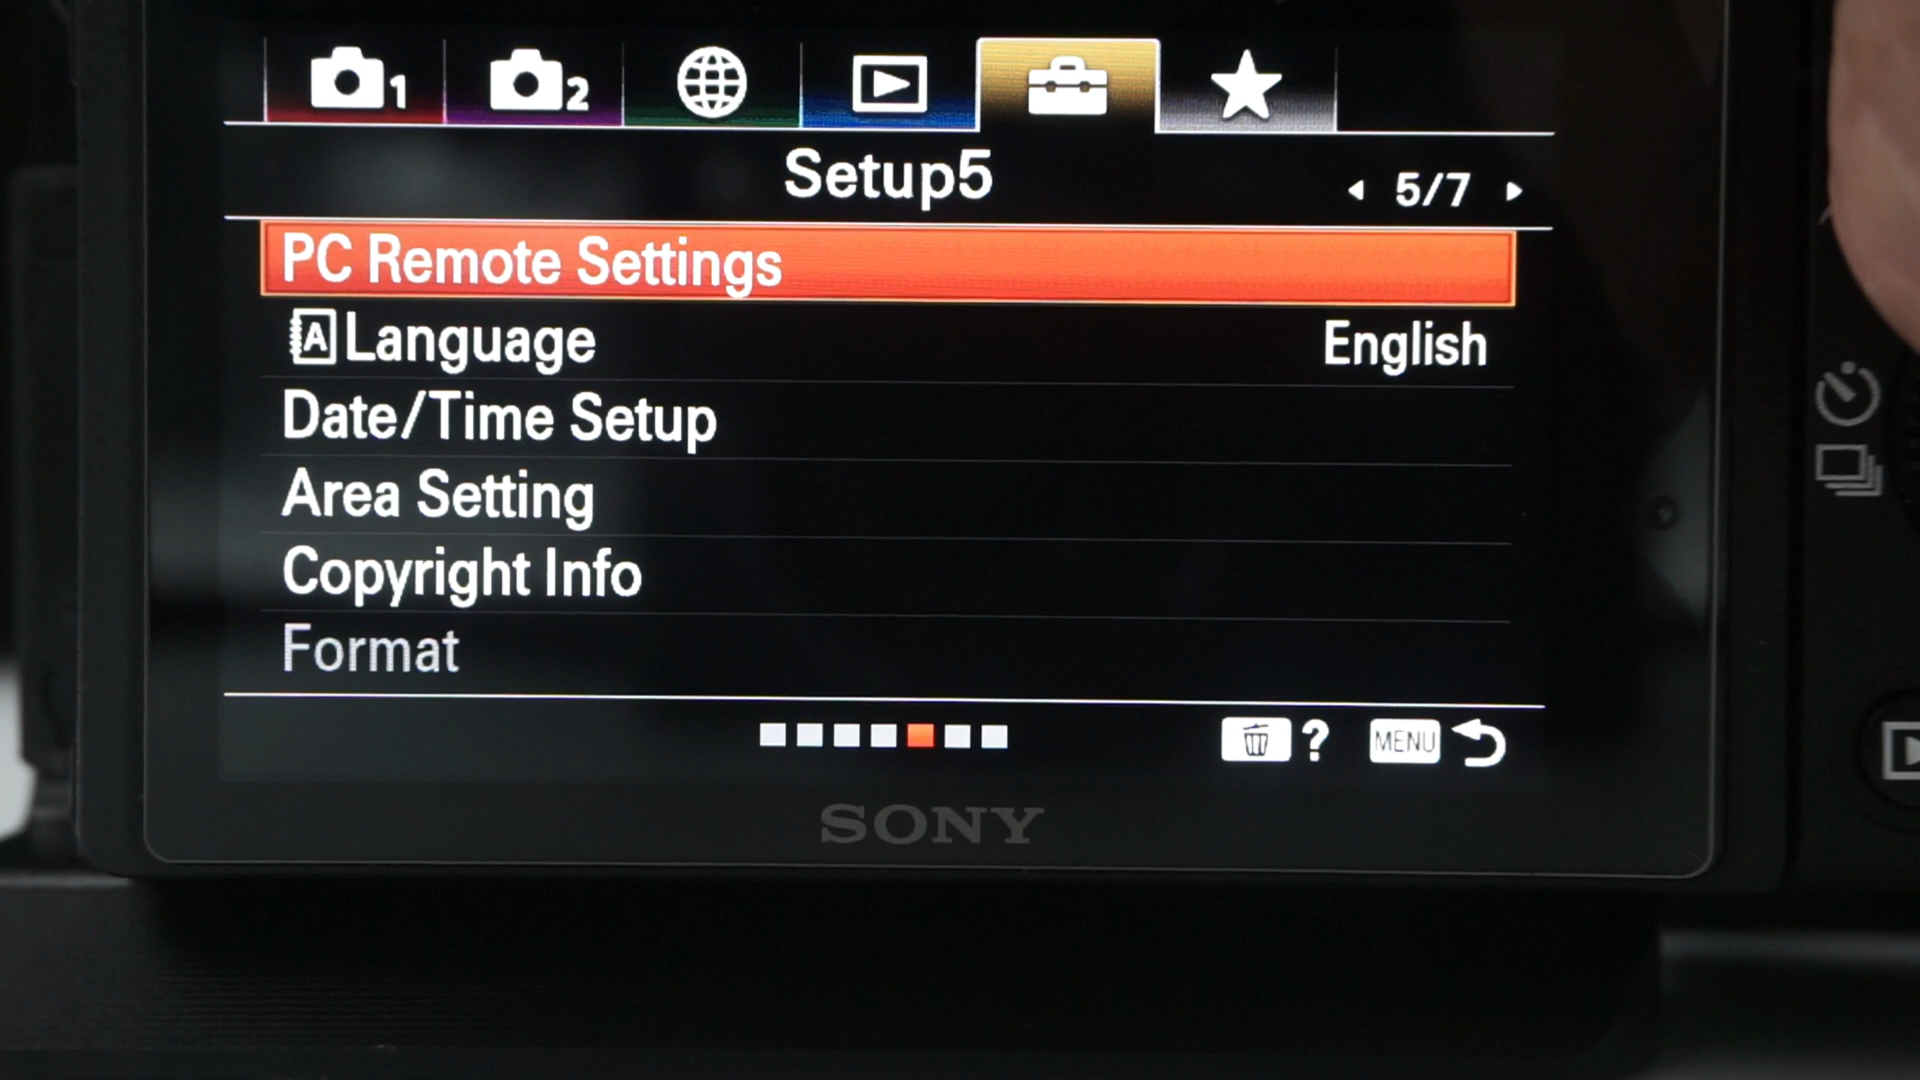 1 2
Setup5
5/7
PC Remote Settings
A Language English
Date/Time Setup
Area Setting
Copyright Info
Format
? MENU
SONY